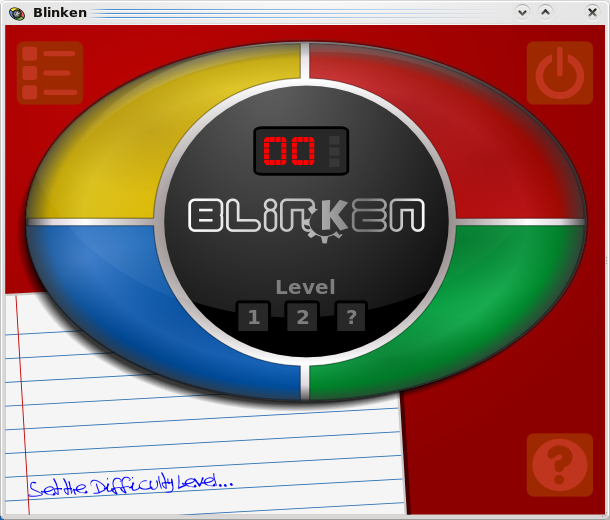 Blinken
00
BLINKEN
Level
1 2 ?
Set the Difficulty Level...
?